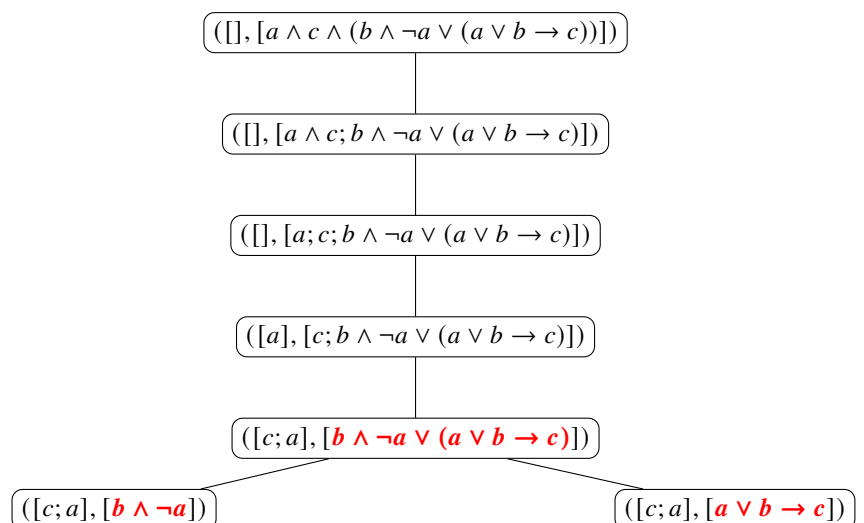 ([], [a ∧ c ∧ (b ∧ ¬a ∨ (a ∨ b → c))])
([], [a ∧ c; b ∧ ¬a ∨ (a ∨ b → c)])
([], [a; c; b ∧ ¬a ∨ (a ∨ b → c)])
([a], [c; b ∧ ¬a ∨ (a ∨ b → c)])
([c; a], [b ∧ ¬a ∨ (a ∨ b → c)])
([c; a], [b ∧ ¬a])
([c; a], [a ∨ b → c])